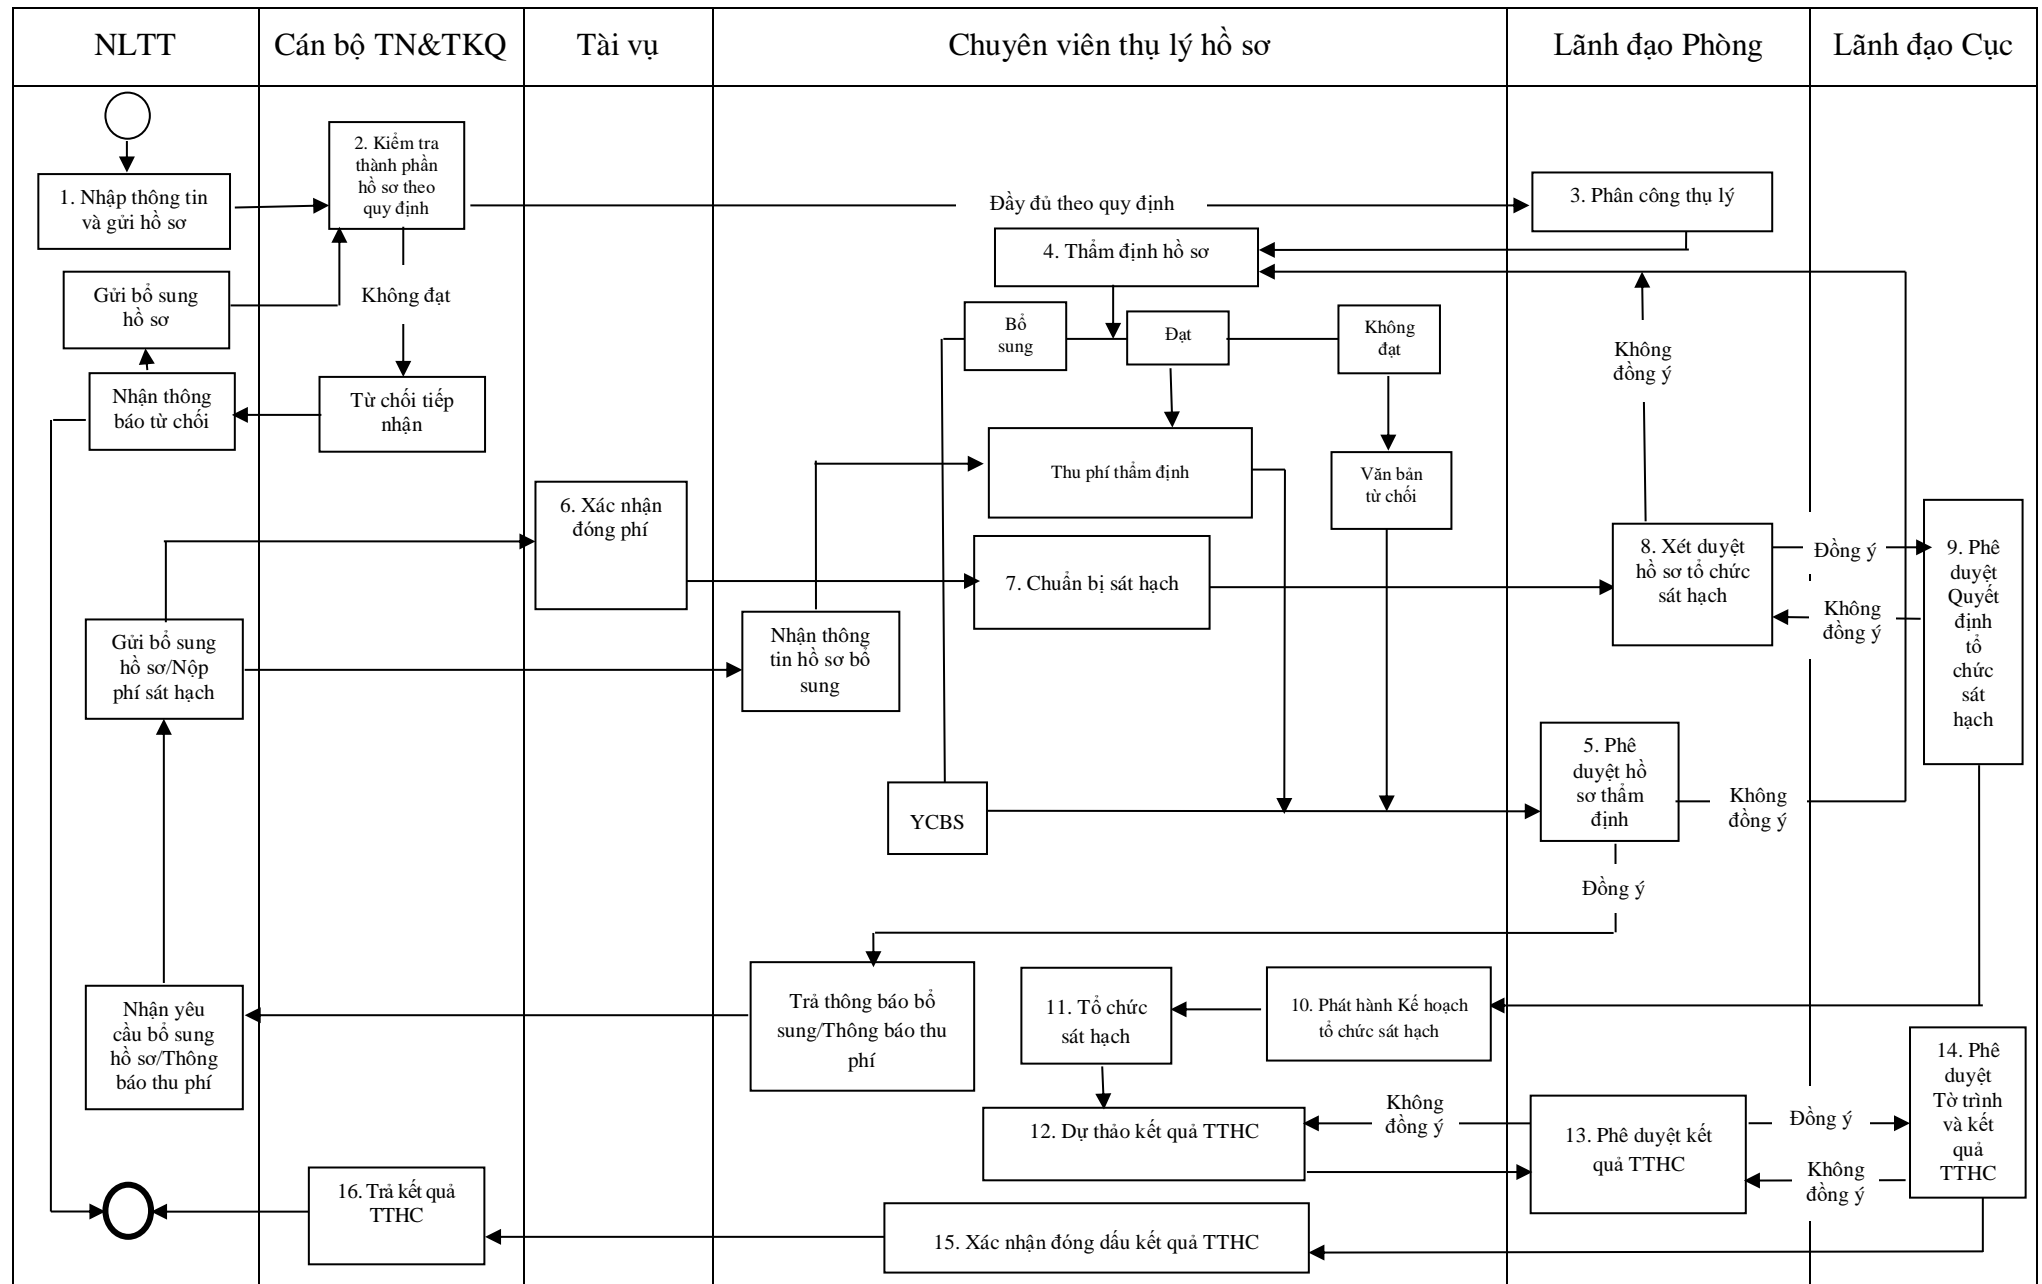 NLTT
Cán bộ TN&TKQ
Tài vụ
Chuyên viên thụ lý hồ sơ
Lãnh đạo Phòng
Lãnh đạo Cục
1. Nhập thông tin
và gửi hồ sơ
2. Kiểm tra
thành phần
hồ sơ theo
quy định
Đầy đủ theo quy định
3. Phân công thụ lý
4. Thẩm định hồ sơ
Gửi bổ sung
hồ sơ
Không đạt
Bổ
sung
Đạt
Không
đạt
Không
đồng ý
Nhận thông
báo từ chối
Từ chối tiếp
nhận
Thu phí thẩm định
Văn bản
từ chối
6. Xác nhận
đóng phí
7. Chuẩn bị sát hạch
8. Xét duyệt
hồ sơ tổ chức
sát hạch
Đồng ý
Không
đồng ý
9. Phê
duyệt
Quyết
định
tổ
chức
sát
hạch
Gửi bổ sung
hồ sơ/Nộp
phí sát hạch
Nhận thông
tin hồ sơ bổ
sung
5. Phê
duyệt hồ
sơ thẩm
định
Không
đồng ý
YCBS
Đồng ý
Nhận yêu
cầu bổ sung
hồ sơ/Thông
báo thu phí
Trả thông báo bổ
sung/Thông báo thu
phí
11. Tổ chức
sát hạch
10. Phát hành Kế hoạch
tổ chức sát hạch
12. Dự thảo kết quả TTHC
Không
đồng ý
13. Phê duyệt kết
quả TTHC
Đồng ý
Không
đồng ý
14. Phê
duyệt
Tờ trình
và kết
quả
TTHC
16. Trả kết quả
TTHC
15. Xác nhận đóng dấu kết quả TTHC